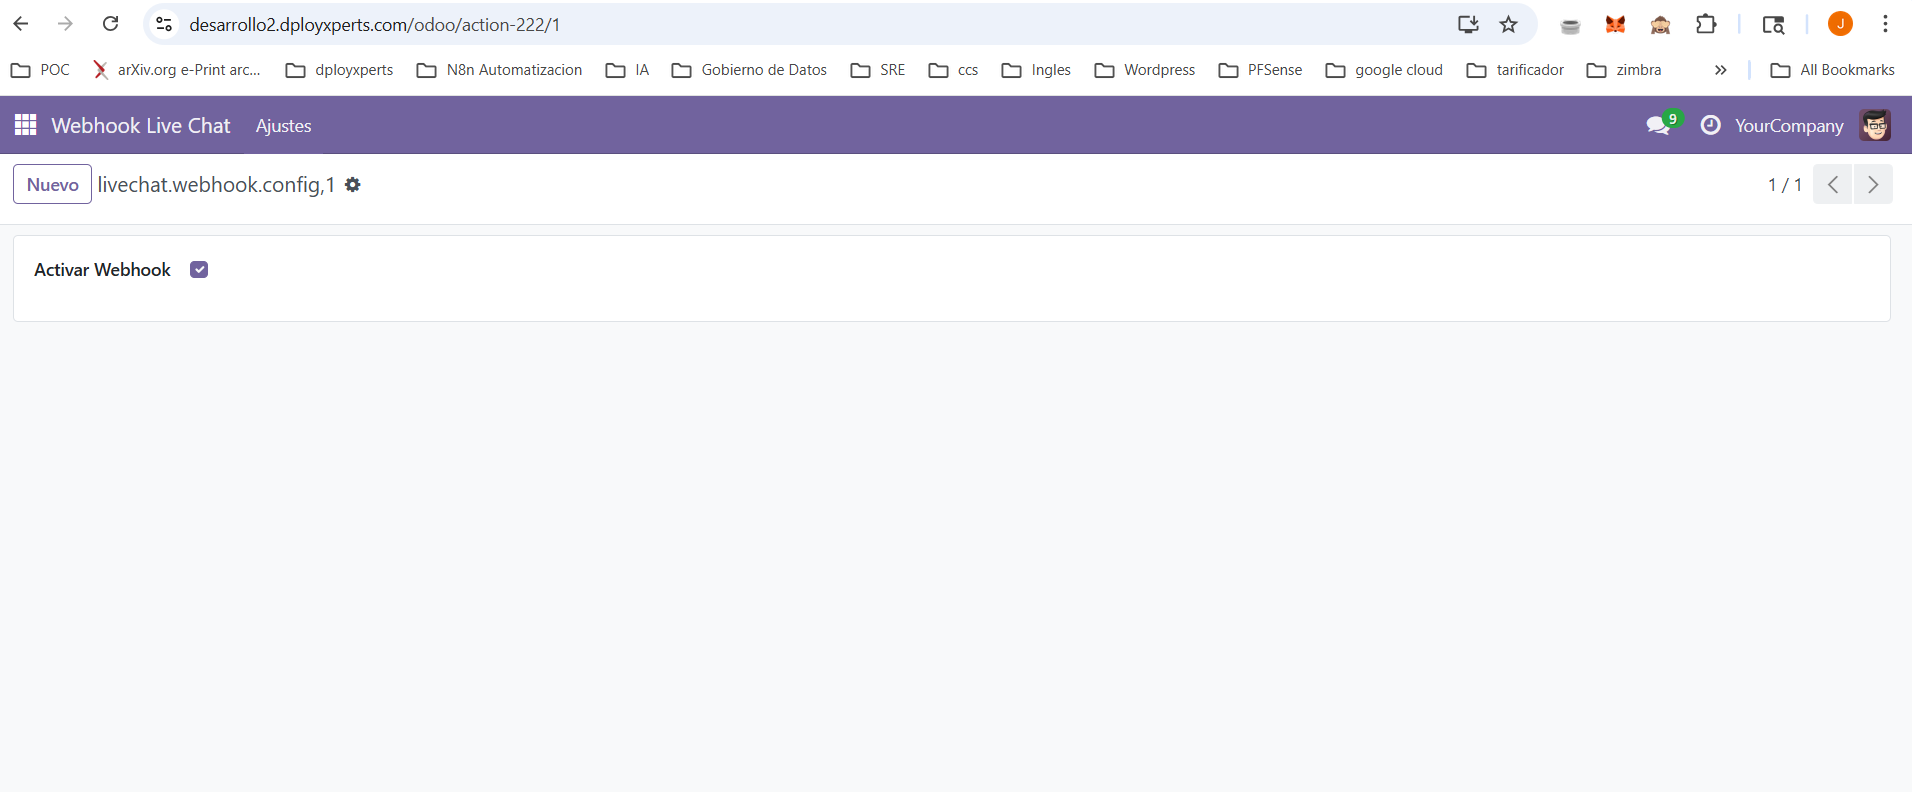 desarrollo2.dployxperts.com/odoo/action-222/1
J
POC arXiv.org e-Print arc... dployxperts N8n Automatizacion IA Gobierno de Datos SRE ccs Ingles Wordpress PFSense google cloud tarificador zimbra » All Bookmarks
Webhook Live Chat Ajustes 9 YourCompany
Nuevo livechat.webhook.config,1 1 / 1
Activar Webhook